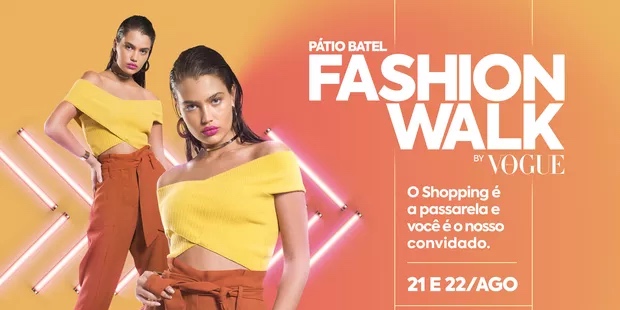 PÁTIO BATEL
FASHION
WALK
BY VOGUE
O Shopping é
a passarela e
você é o nosso
convidado.
21 E 22/AGO